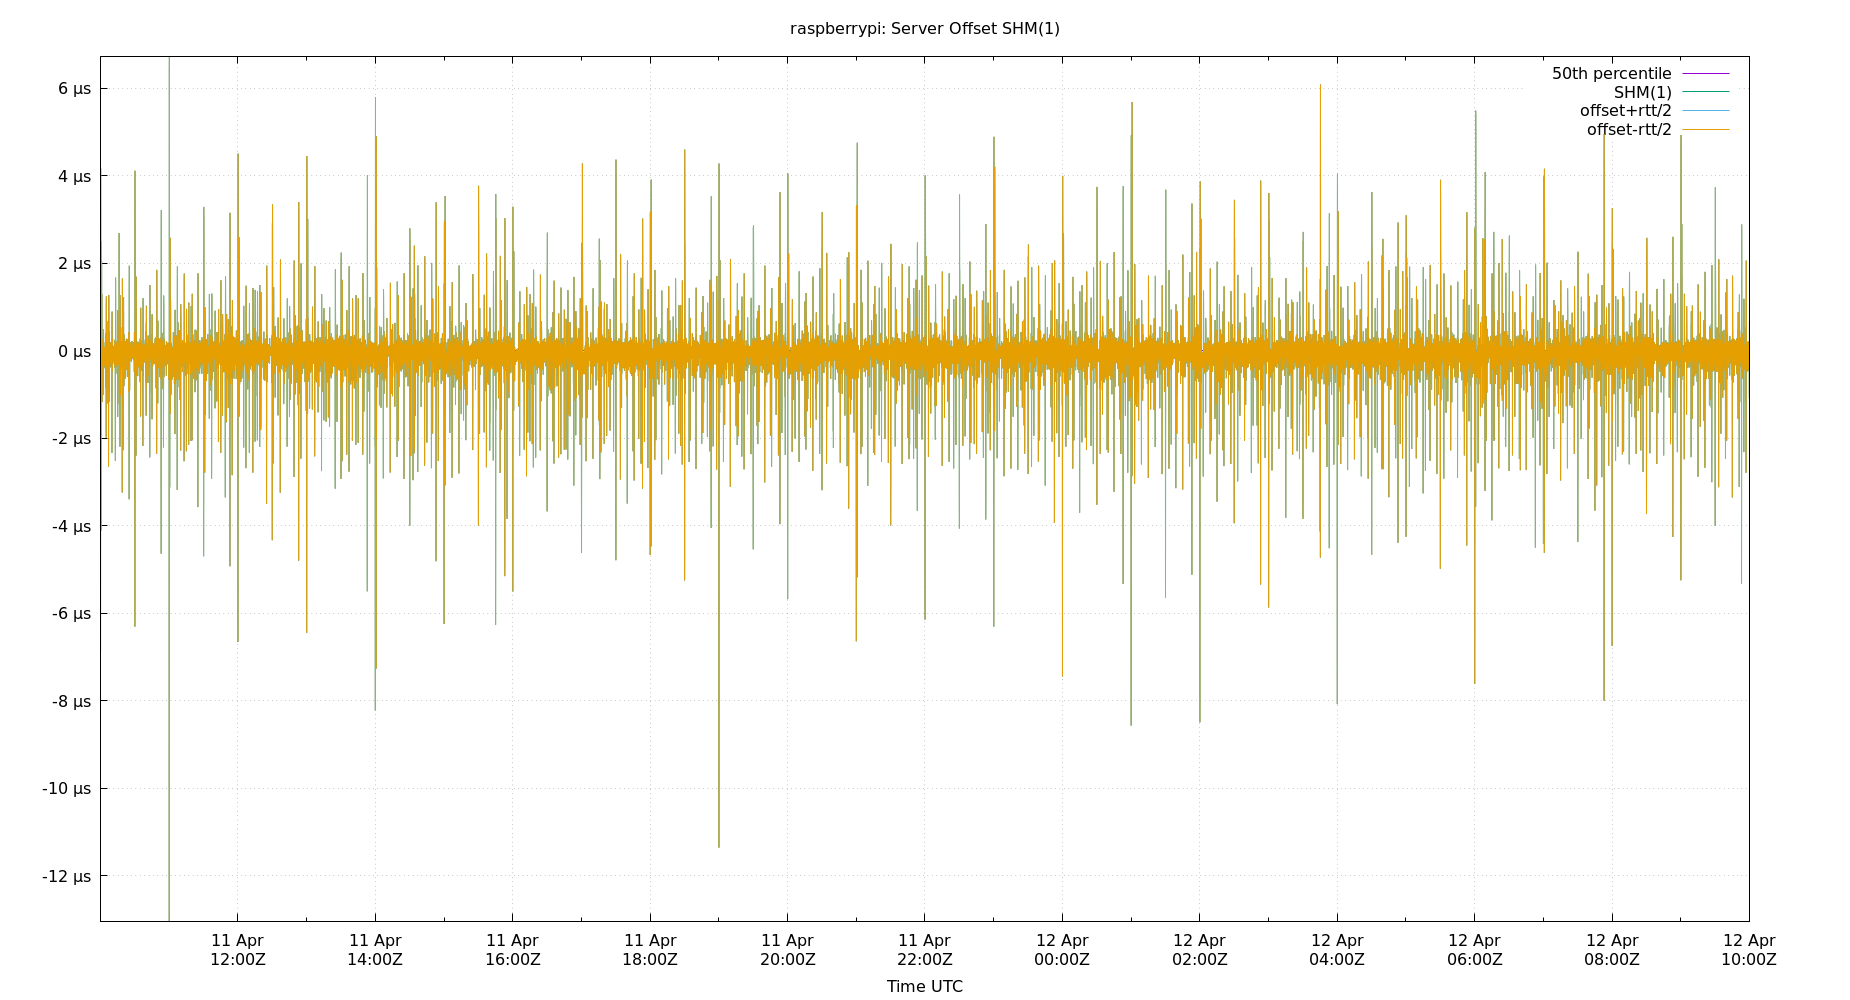 raspberrypi: Server Offset SHM(1)
50th percentile
SHM(1)
offset+rtt/2
offset-rtt/2
6 µs
4 µs
2 µs
0 µs
-2 µs
-4 µs
-6 µs
-8 µs
-10 µs
-12 µs
11 Apr 11 Apr 11 Apr 11 Apr 11 Apr 11 Apr 12 Apr 12 Apr 12 Apr 12 Apr 12 Apr 12 Apr
12:00Z 14:00Z 16:00Z 18:00Z 20:00Z 22:00Z 00:00Z 02:00Z 04:00Z 06:00Z 08:00Z 10:00Z
Time UTC